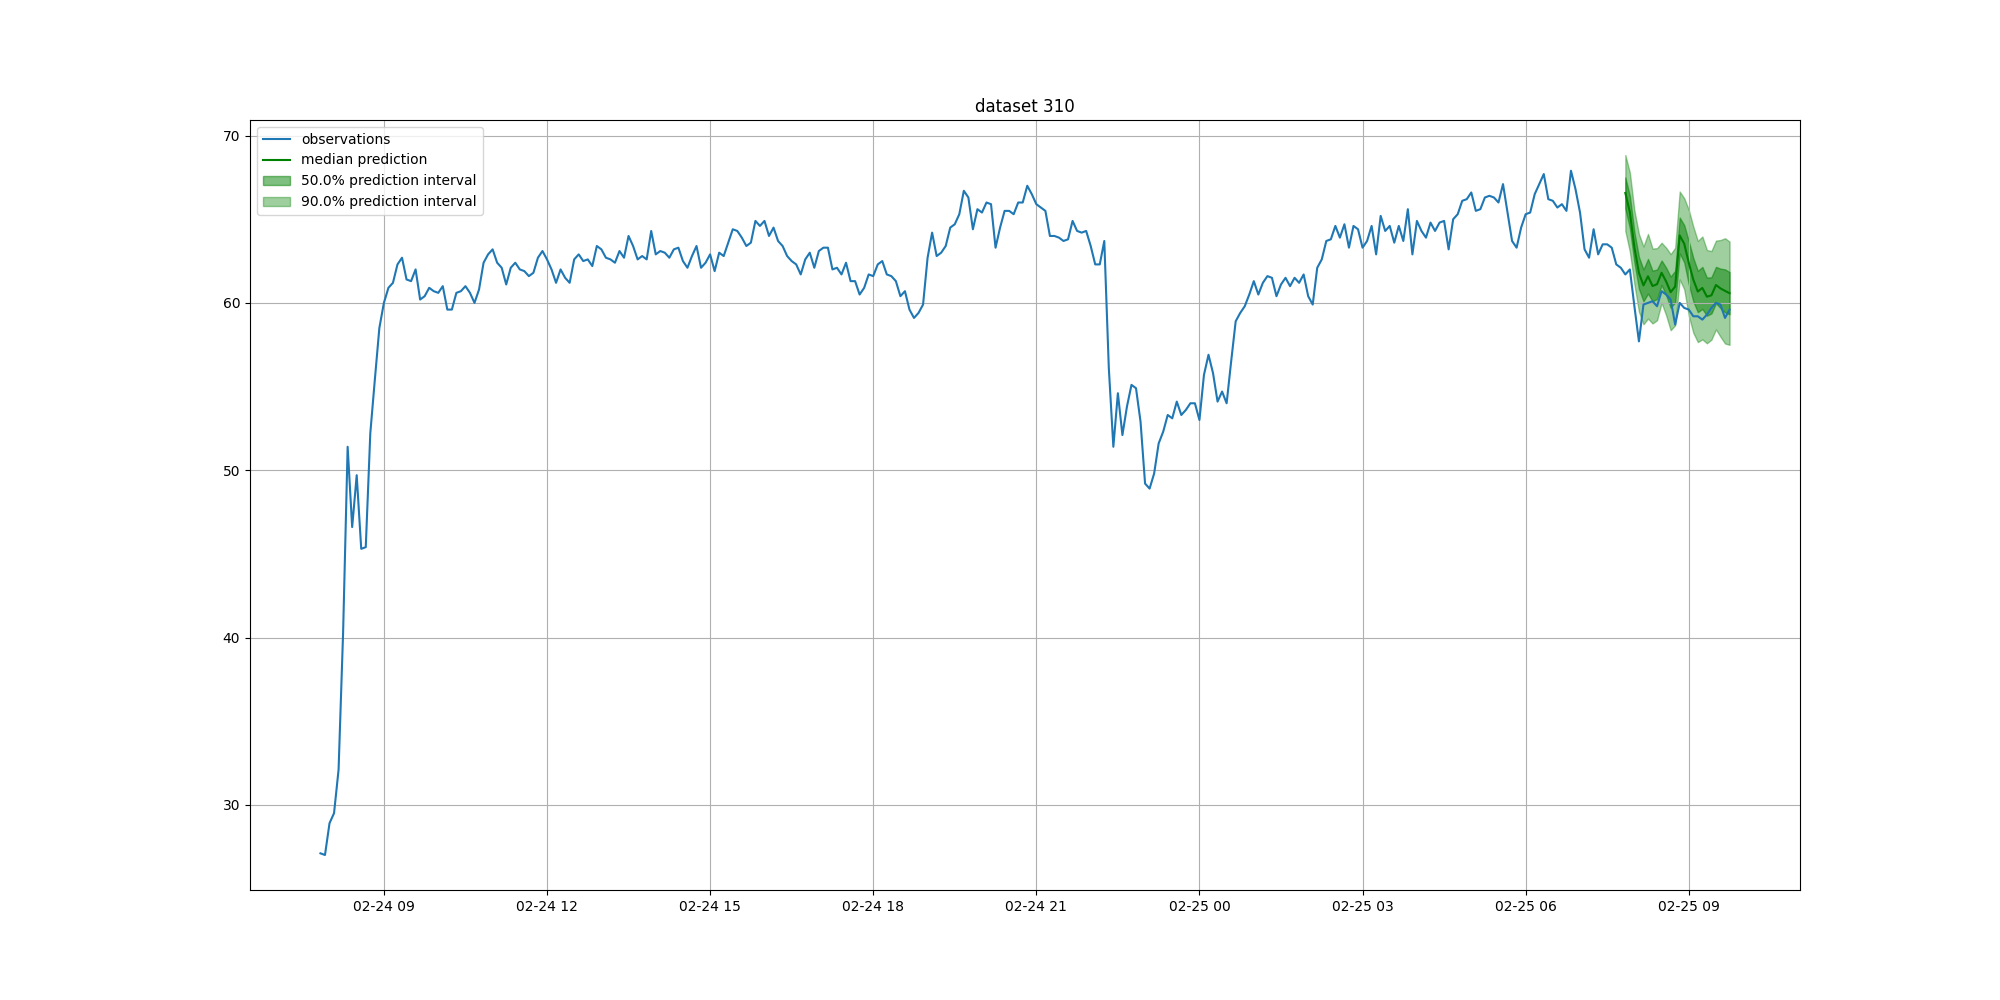 dataset 310
observations
median prediction
50.0% prediction interval
90.0% prediction interval
70
60
50
40
30
02-24 09
02-24 12
02-24 15
02-24 18
02-24 21
02-25 00
02-25 03
02-25 06
02-25 09